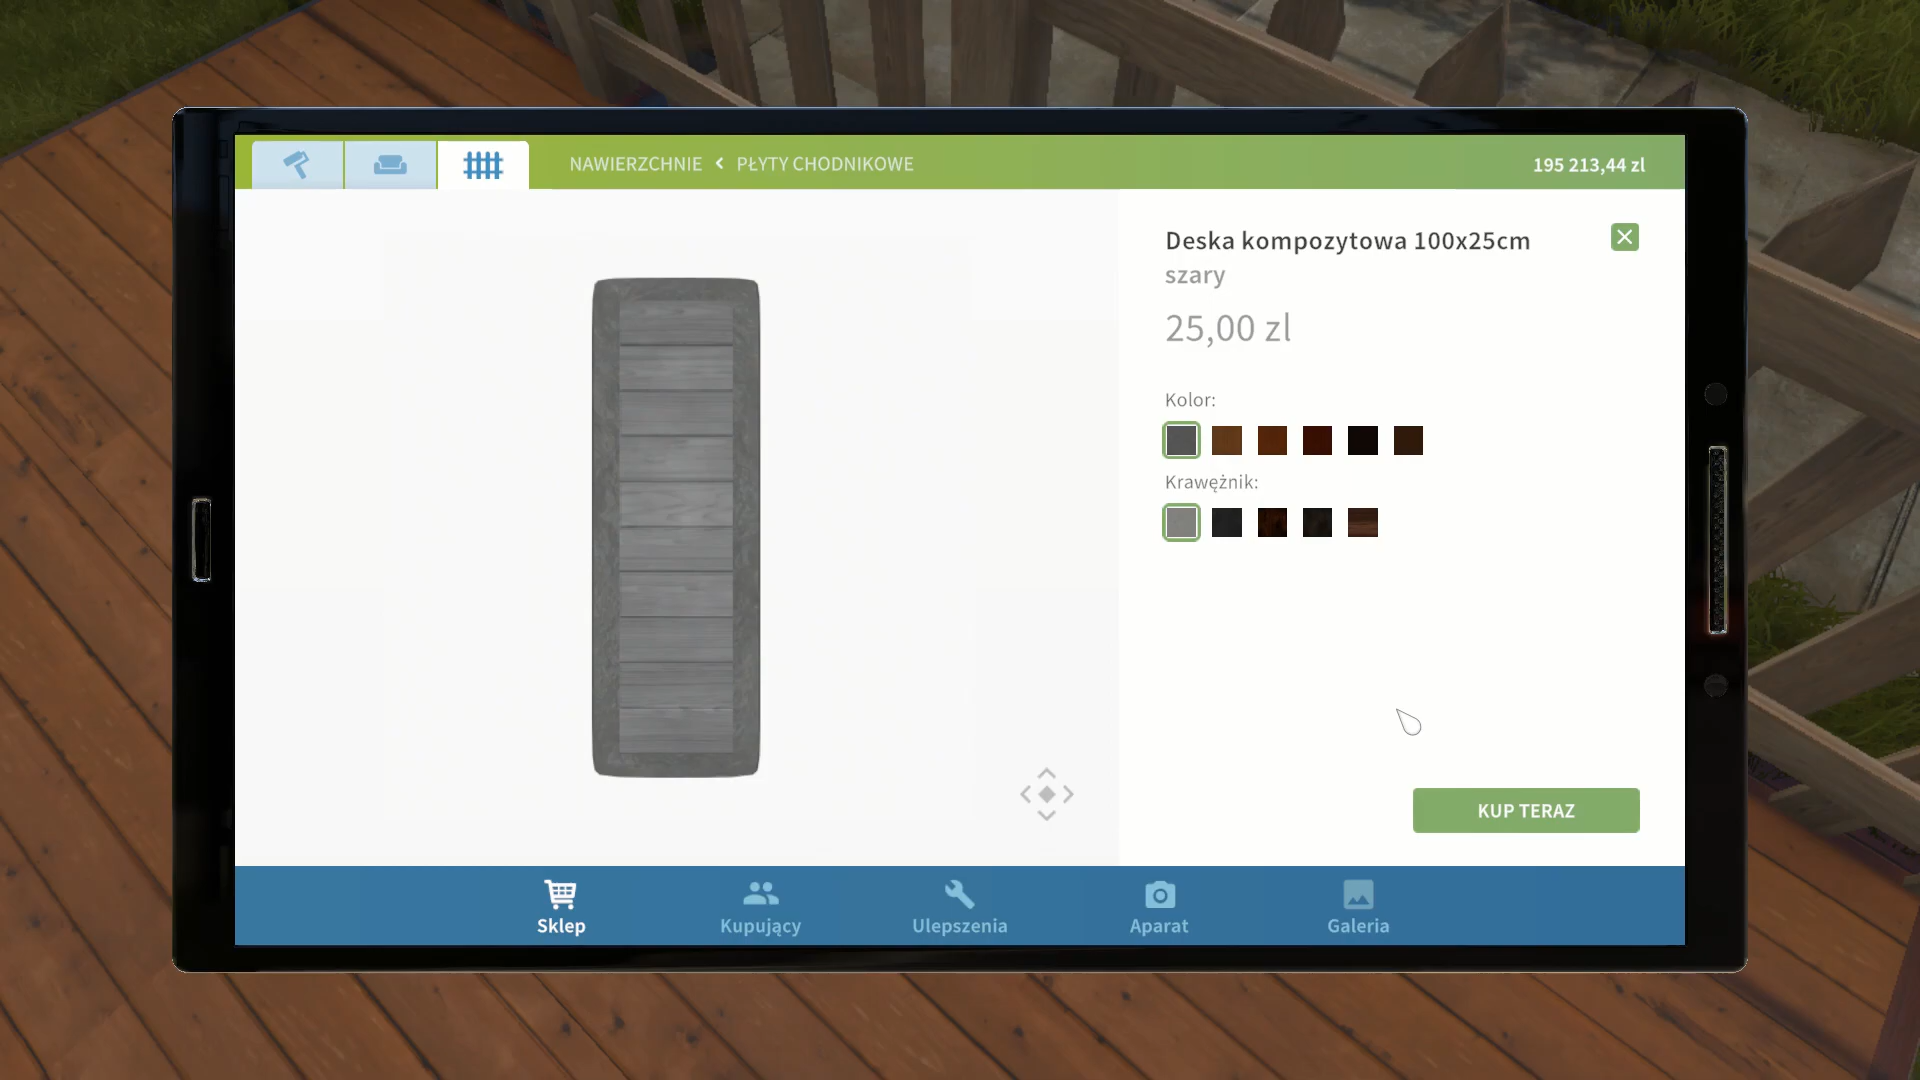 NAWIERZCHNIE < PŁYTY CHODNIKOWE
195 213,44 zl
Deska kompozytowa 100x25cm
szary
25,00 zl
Kolor:
Krawężnik:
KUP TERAZ
Sklep
Kupujący
Ulepszenia
Aparat
Galeria